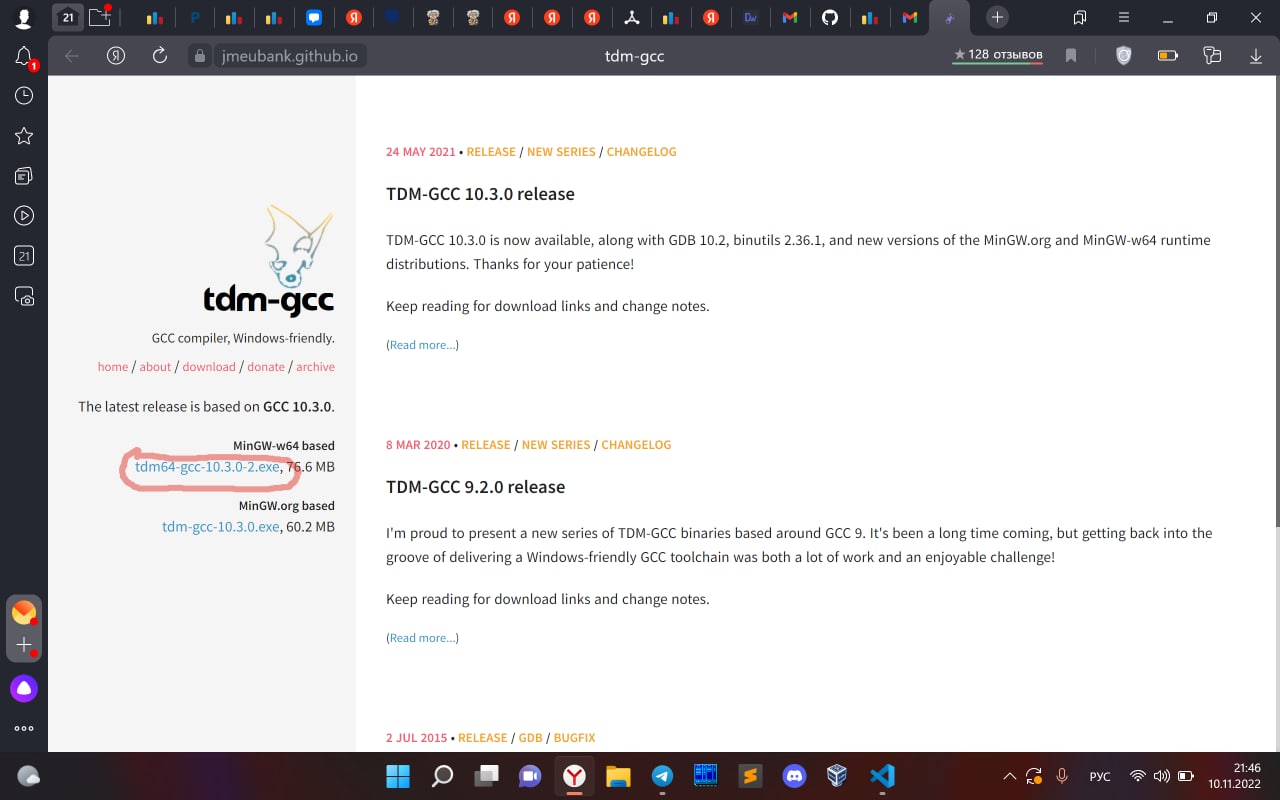 21
P
Я
Я
Я
Я
Я
Dw
1
Я
jmeubank.github.io
tdm-gcc
★ 128 отзывов
21
24 MAY 2021 • RELEASE / NEW SERIES / CHANGELOG
TDM-GCC 10.3.0 release
TDM-GCC 10.3.0 is now available, along with GDB 10.2, binutils 2.36.1, and new versions of the MinGW.org and MinGW-w64 runtime
distributions. Thanks for your patience!
Keep reading for download links and change notes.
(Read more...)
tdm-gcc
GCC compiler, Windows-friendly.
home / about / download / donate / archive
The latest release is based on GCC 10.3.0.
MinGW-w64 based
tdm64-gcc-10.3.0-2.exe, 76.6 MB
MinGW.org based
tdm-gcc-10.3.0.exe, 60.2 MB
8 MAR 2020 • RELEASE / NEW SERIES / CHANGELOG
TDM-GCC 9.2.0 release
I'm proud to present a new series of TDM-GCC binaries based around GCC 9. It's been a long time coming, but getting back into the
groove of delivering a Windows-friendly GCC toolchain was both a lot of work and an enjoyable challenge!
Keep reading for download links and change notes.
(Read more...)
2 JUL 2015 • RELEASE / GDB / BUGFIX
РУС
21:46
10.11.2022